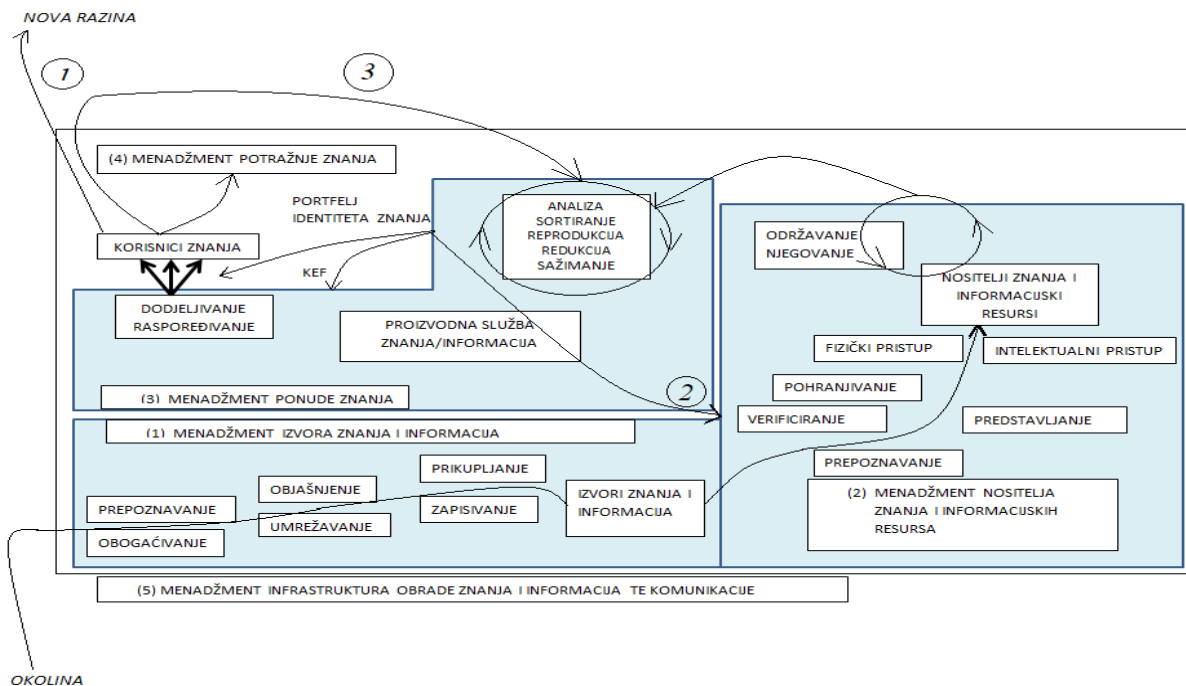 NOVA RAZINA
1
3
(4) MENADŽMENT POTRAŽNJE ZNANJA
PORTFELJ
IDENTITETA ZNANJA
KORISNICI ZNANJA
KEF
DODJELJIVANJE
RASPOREĐIVANJE
ANALIZA
SORTIRANJE
REPRODUKCIJA
REDUKCIJA
SAŽIMANJE
PROIZVODNA SLUŽBA
ZNANJA/INFORMACIJA
(3) MENADŽMENT PONUDE ZNANJA
2
ODRŽAVANJE
NJEGOVANJE
NOSITELJI ZNANJA I
INFORMACIJSKI
RESURSI
FIZIČKI PRISTUP
INTELEKTUALNI PRISTUP
POHRANJIVANJE
VERIFICIRANJE
PREDSTAVLJANJE
PREPOZNAVANJE
(2) MENADŽMENT NOSITELJA
ZNANJA I INFORMACIJSKIH
RESURSA
(1) MENADŽMENT IZVORA ZNANJA I INFORMACIJA
PRIKUPLJANJE
OBJAŠNJENJE
PREPOZNAVANJE
ZAPISIVANJE
UMREŽAVANJE
OBOGAĆIVANJE
IZVORI ZNANJA I
INFORMACIJA
(5) MENADŽMENT INFRASTRUKTURA OBRADE ZNANJA I INFORMACIJA TE KOMUNIKACIJE
OKOLINA